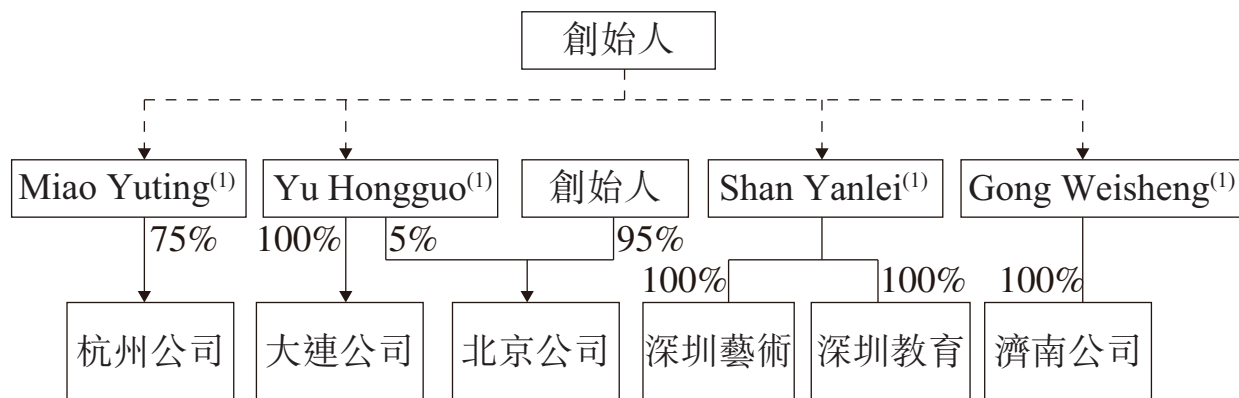 創始人
Miao Yuting(1)
Yu Hongguo(1)
創始人
Shan Yanlei(1)
Gong Weisheng(1)
75%
100%
5%
95%
100%
100%
100%
杭州公司
大連公司
北京公司
深圳藝術
深圳教育
濟南公司